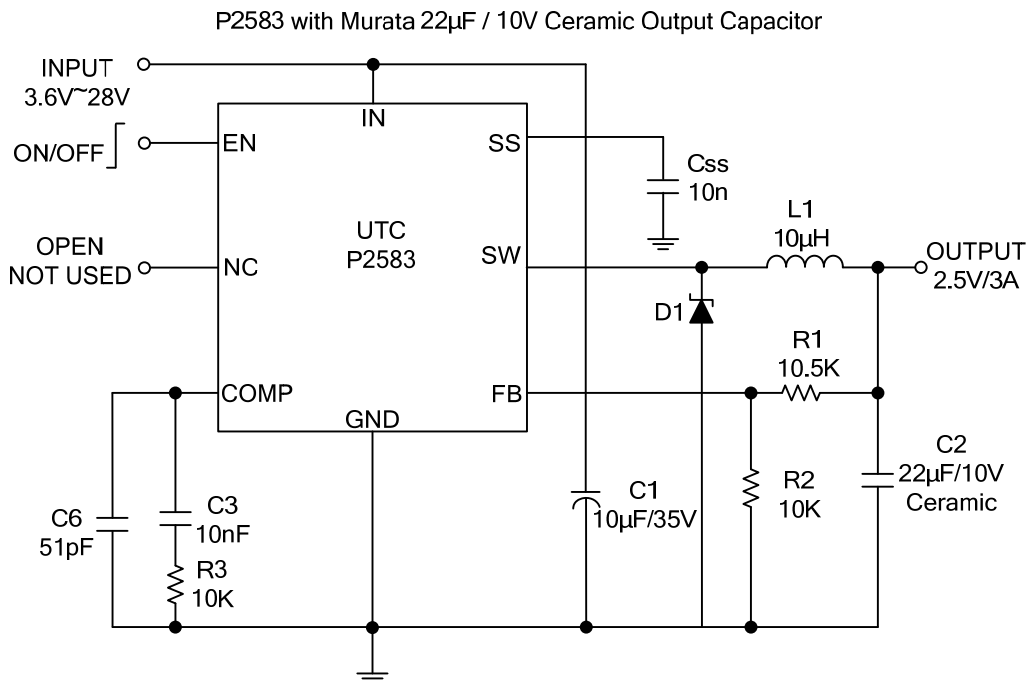 P2583 with Murata 22µF / 10V Ceramic Output Capacitor
INPUT
3.6V~28V
IN
ON/OFF
EN
SS
Css
10n
UTC
P2583
OPEN
NOT USED
NC
SW
L1
10µH
OUTPUT
2.5V/3A
D1
R1
10.5K
COMP
FB
GND
C2
22µF/10V
Ceramic
R2
10K
C1
10µF/35V
C3
10nF
C6
51pF
R3
10K